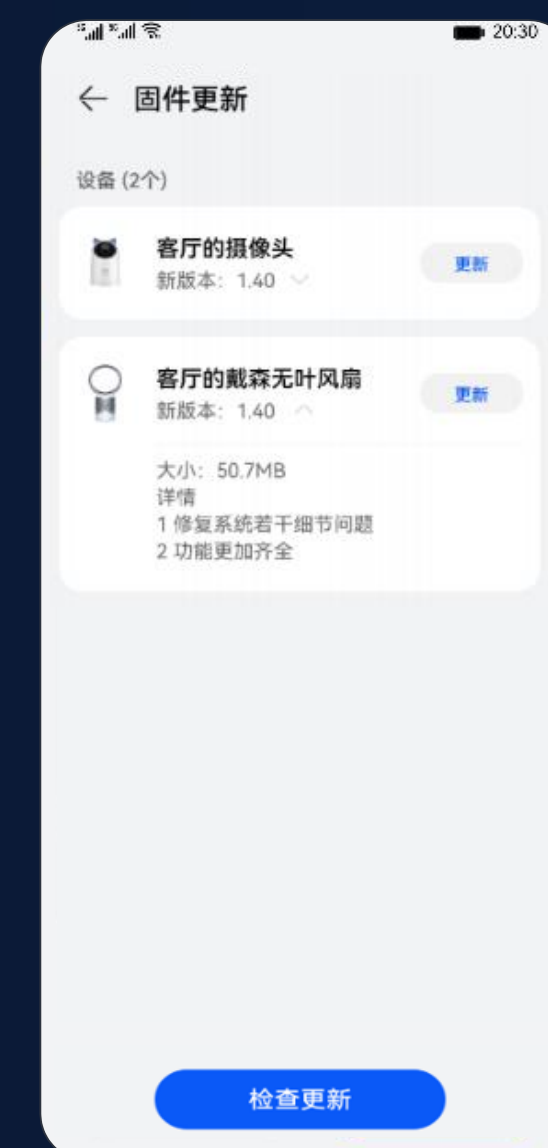 20:30
固件更新
设备 (2个)
客厅的摄像头
新版本：1.40
更新
客厅的戴森无叶风扇
新版本：1.40
更新
大小：50.7MB
详情
1 修复系统若干细节问题
2 功能更加齐全
检查更新